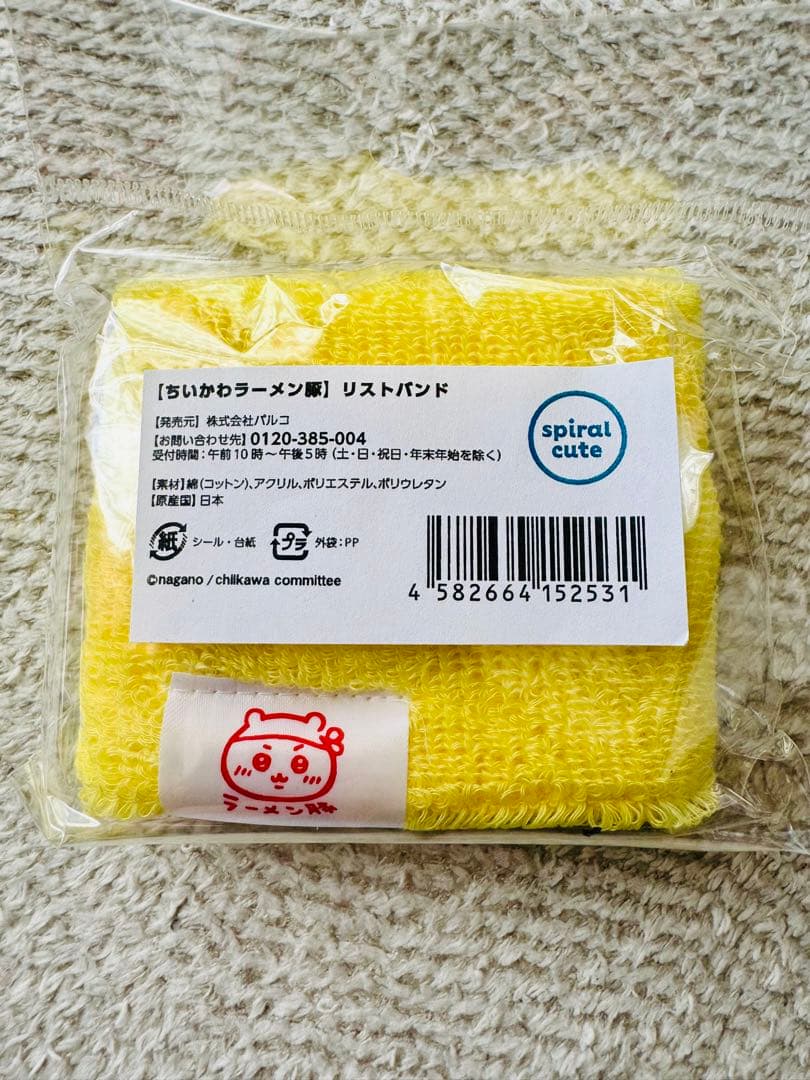 【ちいかわラーメン豚】リストバンド
spiral
cute
【発売元】株式会社パルコ
【お問い合わせ先】0120-385-004
受付時間：午前10時～午後5時（土・日・祝日・年末年始を除く）
【素材】綿（コットン）、アクリル、ポリエステル、ポリウレタン
【原産国】日本
紙 シール・台紙 プラ 外袋：PP
©nagano / chiikawa committee
4 582664 152531
ラーメン豚